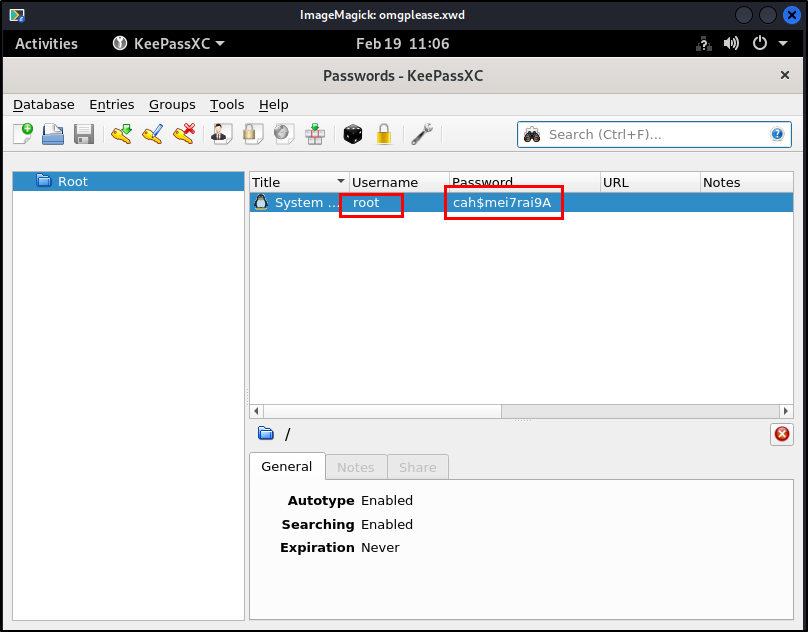 ImageMagick: omgplease.xwd
Activities KeePassXC Feb 19 11:06
Passwords - KeePassXC
Database Entries Groups Tools Help
Search (Ctrl+F)...
Root
Title Username Password URL Notes
System ... root cah$mei7rai9A
/
General Notes Share
Autotype Enabled
Searching Enabled
Expiration Never